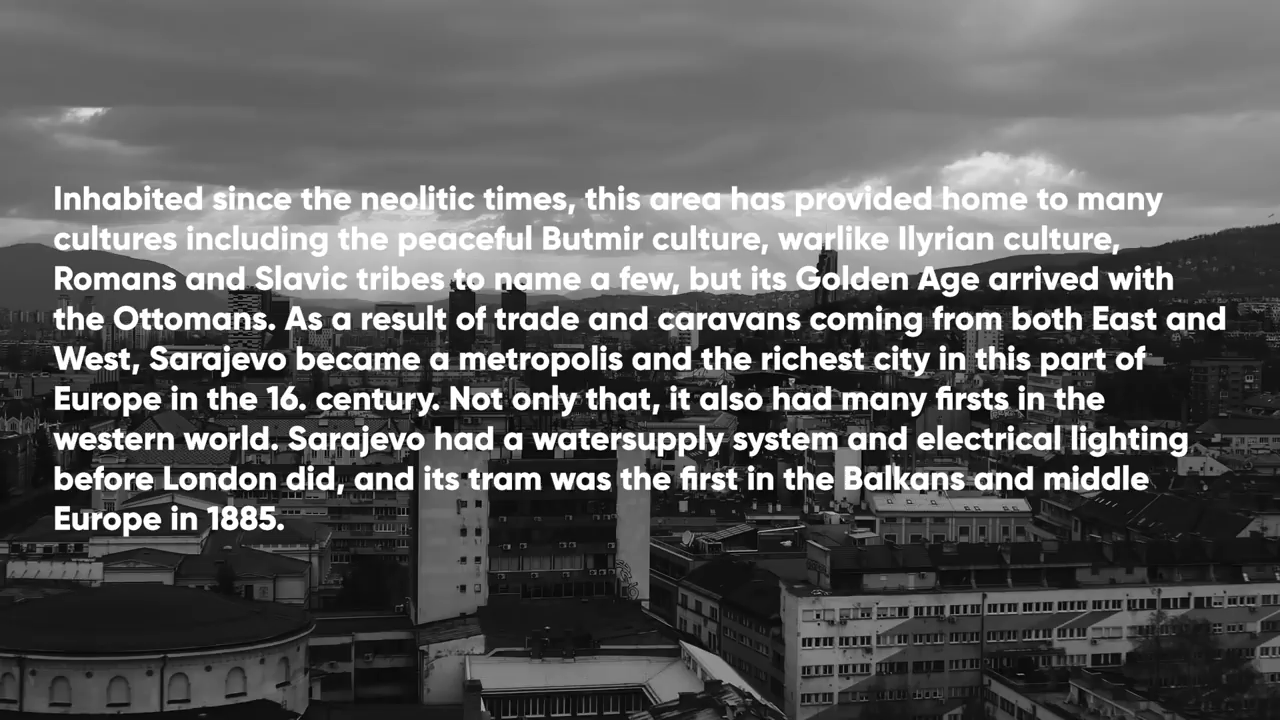 Inhabited since the neolitic times, this area has provided home to many
cultures including the peaceful Butmir culture, warlike Ilyrian culture,
Romans and Slavic tribes to name a few, but its Golden Age arrived with
the Ottomans. As a result of trade and caravans coming from both East and
West, Sarajevo became a metropolis and the richest city in this part of
Europe in the 16. century. Not only that, it also had many firsts in the
western world. Sarajevo had a watersupply system and electrical lighting
before London did, and its tram was the first in the Balkans and middle
Europe in 1885.